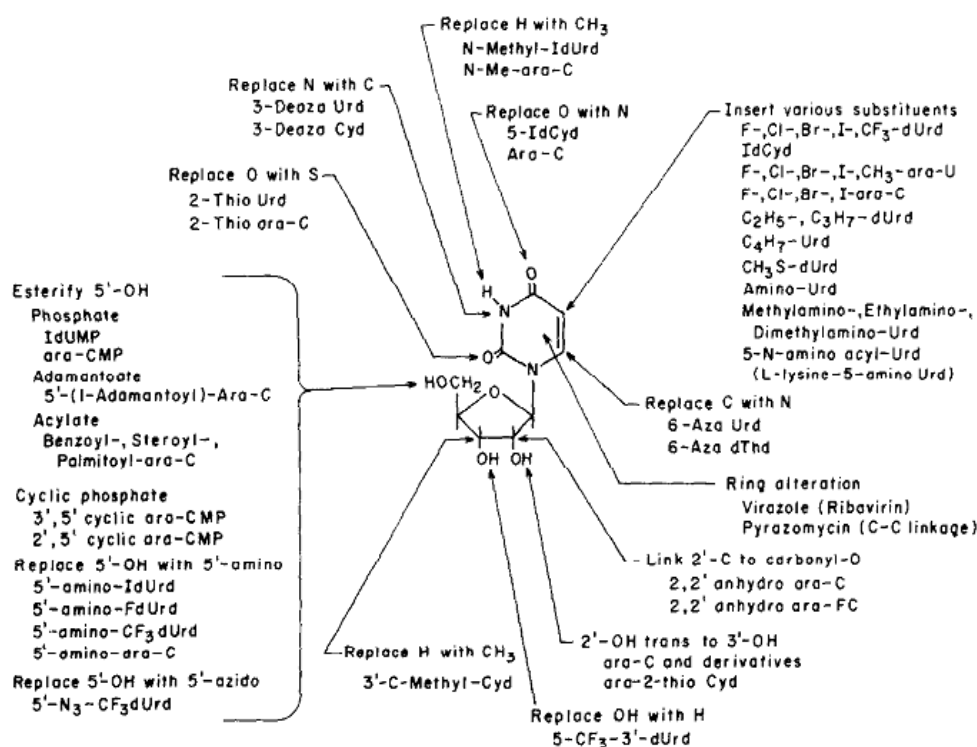 Replace H with CH3
N-Methyl-IdUrd
N-Me-ara-C
Replace N with C
3-Deaza Urd
3-Deaza Cyd
Replace O with N
5-IdCyd
Ara-C
Insert various substituents
F-,Cl-,Br-,I-,CF3-dUrd
IdCyd
F-,Cl-,Br-,I-,CH3-ara-U
F-,Cl-,Br-,I-ara-C
C2H5-, C3H7-dUrd
C4H7-Urd
CH3S-dUrd
Amino-Urd
Methylamino-,Ethylamino-,
Dimethylamino-Urd
5-N-amino acyl-Urd
(L-lysine-5-amino Urd)
Replace O with S
2-Thio Urd
2-Thio ara-C
O
H
N
O
N
HOCH2
O
OH OH
Esterify 5'-OH
Phosphate
IdUMP
ara-CMP
Adamantoate
5'-(1-Adamantoyl)-Ara-C
Acylate
Benzoyl-, Steroyl-,
Palmitoyl-ara-C
Cyclic phosphate
3',5' cyclic ara-CMP
2',5' cyclic ara-CMP
Replace 5'-OH with 5'-amino
5'-amino-IdUrd
5'-amino-FdUrd
5'-amino-CF3dUrd
5'-amino-ara-C
Replace 5'-OH with 5'-azido
5'-N3-CF3dUrd
Replace C with N
6-Aza Urd
6-Aza dThd
Ring alteration
Virazole (Ribavirin)
Pyrazomycin (C-C linkage)
Link 2'-C to carbonyl-O
2,2' anhydro ara-C
2,2' anhydro ara-FC
2'-OH trans to 3'-OH
ara-C and derivatives
ara-2-thio Cyd
Replace H with CH3
3'-C-Methyl-Cyd
Replace OH with H
5-CF3-3'-dUrd